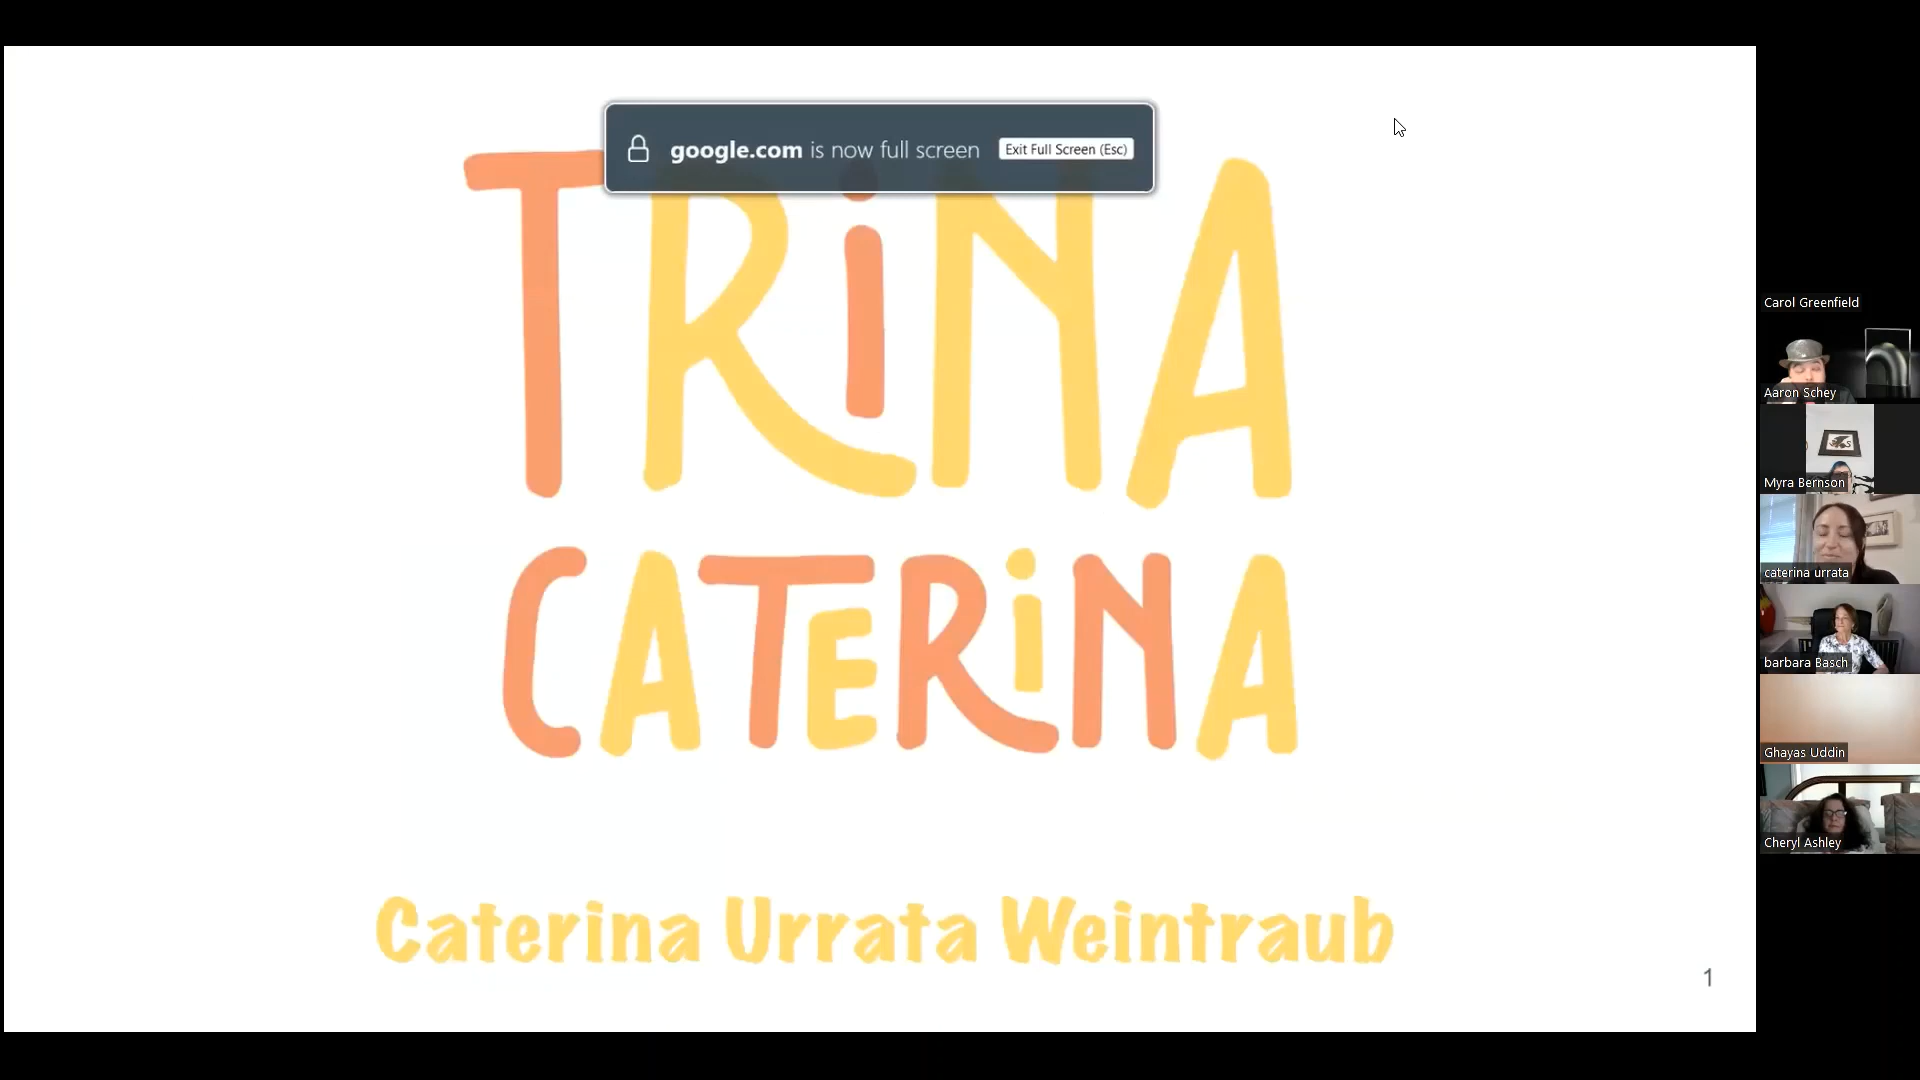 google.com is now full screen Exit Full Screen (Esc)
TRiNA
CATERiNA
Caterina Urrata Weintraub
1
Carol Greenfield
Aaron Schey
Myra Bernson
caterina urrata
barbara Basch
Ghayas Uddin
Cheryl Ashley